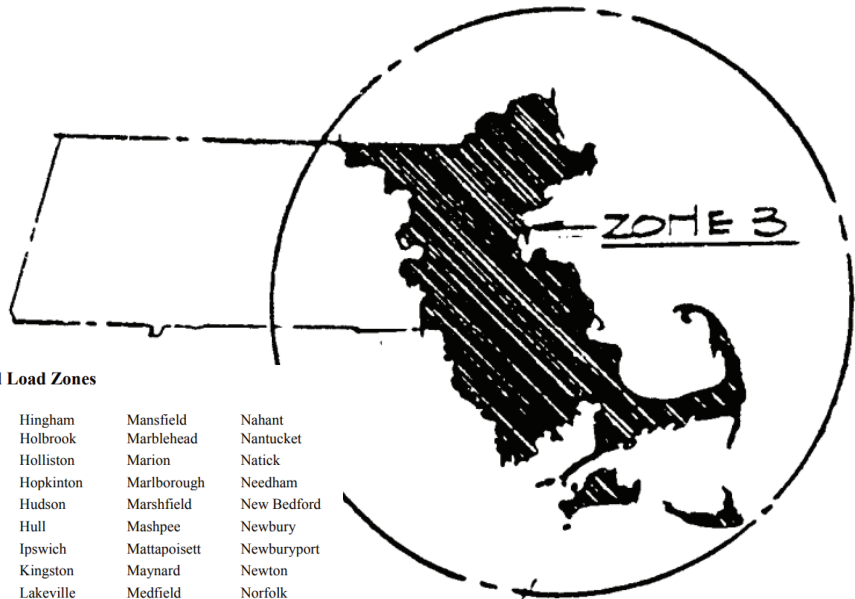 ZONE 3
Load Zones
Hingham Mansfield Nahant
Holbrook Marblehead Nantucket
Holliston Marion Natick
Hopkinton Marlborough Needham
Hudson Marshfield New Bedford
Hull Mashpee Newbury
Ipswich Mattapoisett Newburyport
Kingston Maynard Newton
Lakeville Medfield Norfolk